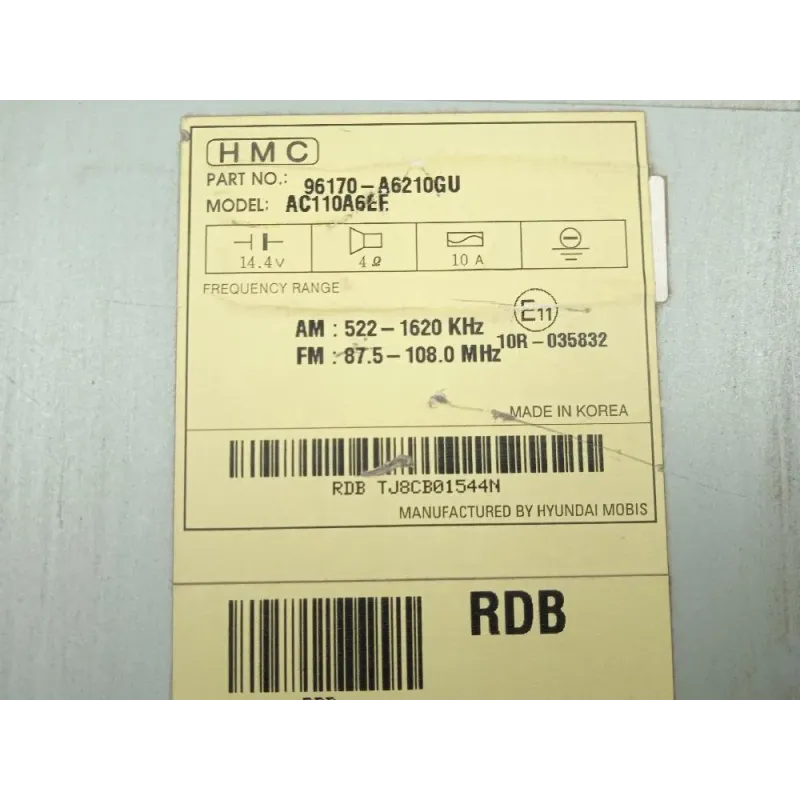 HMC
PART NO.: 96170-A6210GU
MODEL: AC110A6EE
14.4V 4Ω 10 A
FREQUENCY RANGE
AM : 522-1620 KHz
FM : 87.5-108.0 MHz
E11
10R-035832
MADE IN KOREA
RDB TJ8CB01544N
MANUFACTURED BY HYUNDAI MOBIS
RDB